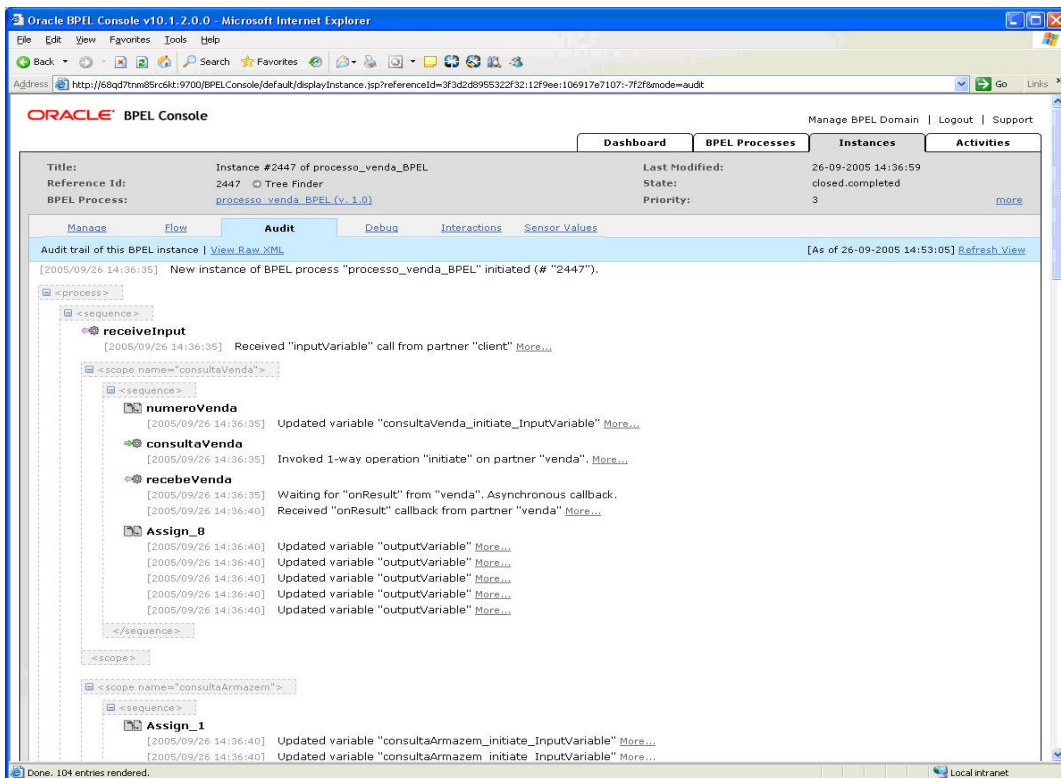 Oracle BPEL Console v10.1.2.0.0 - Microsoft Internet Explorer
File Edit View Favorites Tools Help
Back Search Favorites
Address http://68qd7tnm85rc6kt:9700/BPELConsole/default/displayInstance.jsp?referenceId=3f3d2d8955322f32:12f9ee:106917e7107:-7f2f8mode=audit Go Links »
ORACLE BPEL Console
Manage BPEL Domain | Logout | Support
Dashboard BPEL Processes Instances Activities
Title: Instance #2447 of processo_venda_BPEL Last Modified: 26-09-2005 14:36:59
Reference Id: 2447 Tree Finder State: closed.completed
BPEL Process: processo_venda_BPEL (v. 1.0) Priority: 3 more
Manage Flow Audit Debug Interactions Sensor Values
Audit trail of this BPEL instance | View Raw XML [As of 26-09-2005 14:53:05] Refresh View
[2005/09/26 14:36:35] New instance of BPEL process "processo_venda_BPEL" initiated (# "2447").
<process>
<sequence>
receiveInput
[2005/09/26 14:36:35] Received "inputVariable" call from partner "client" More...
<scope name="consultaVenda">
<sequence>
numeroVenda
[2005/09/26 14:36:35] Updated variable "consultaVenda_initiate_InputVariable" More...
consultaVenda
[2005/09/26 14:36:35] Invoked 1-way operation "initiate" on partner "venda". More...
recebeVenda
[2005/09/26 14:36:35] Waiting for "onResult" from "venda". Asynchronous callback.
[2005/09/26 14:36:40] Received "onResult" callback from partner "venda" More...
Assign_8
[2005/09/26 14:36:40] Updated variable "outputVariable" More...
[2005/09/26 14:36:40] Updated variable "outputVariable" More...
[2005/09/26 14:36:40] Updated variable "outputVariable" More...
[2005/09/26 14:36:40] Updated variable "outputVariable" More...
[2005/09/26 14:36:40] Updated variable "outputVariable" More...
</sequence>
<scope>
<scope name="consultaArmazem">
<sequence>
Assign_1
[2005/09/26 14:36:40] Updated variable "consultaArmazem_initiate_InputVariable" More...
[2005/09/26 14:36:40] Updated variable "consultaArmazem_initiate_InputVariable" More...
Done. 104 entries rendered. Local intranet